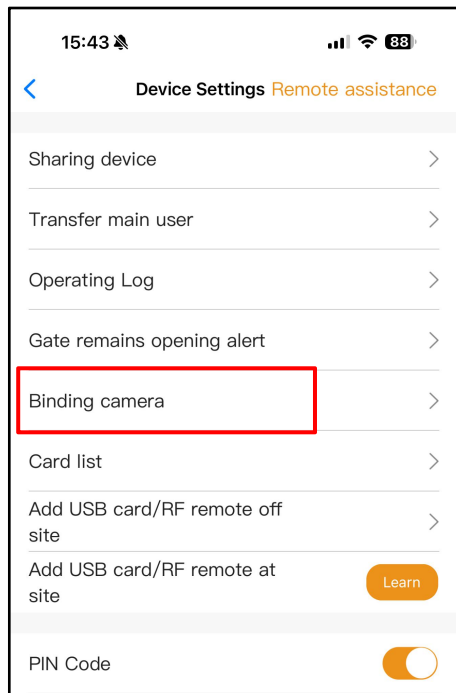 15:43
88
Device Settings Remote assistance
Sharing device
Transfer main user
Operating Log
Gate remains opening alert
Binding camera
Card list
Add USB card/RF remote off
site
Add USB card/RF remote at
site
Learn
PIN Code